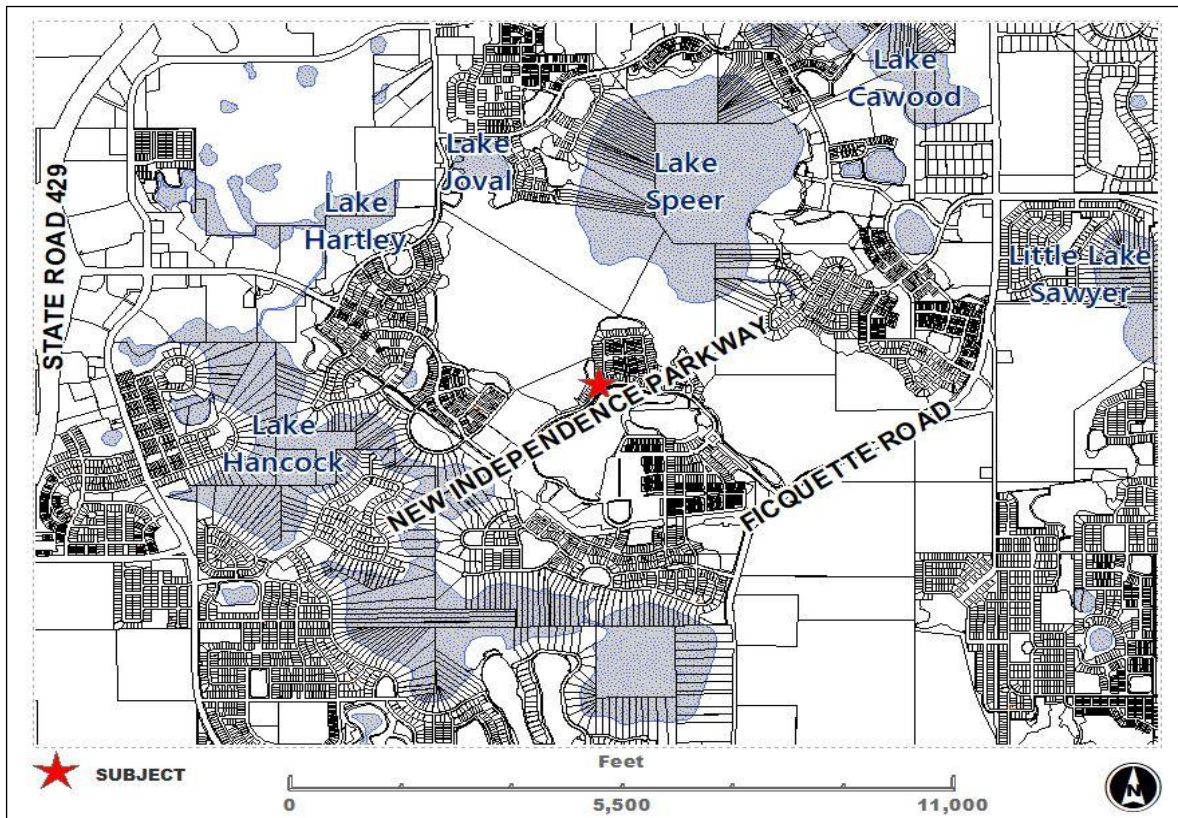 Lake
Cawood
Lake
Joval
Lake
Speer
STATE ROAD 429
Lake
Hartley
Little Lake
Sawyer
NEW INDEPENDENCE PARKWAY
Lake
Hancock
FICQUETTE ROAD
SUBJECT
Feet
0
5,500
11,000
N